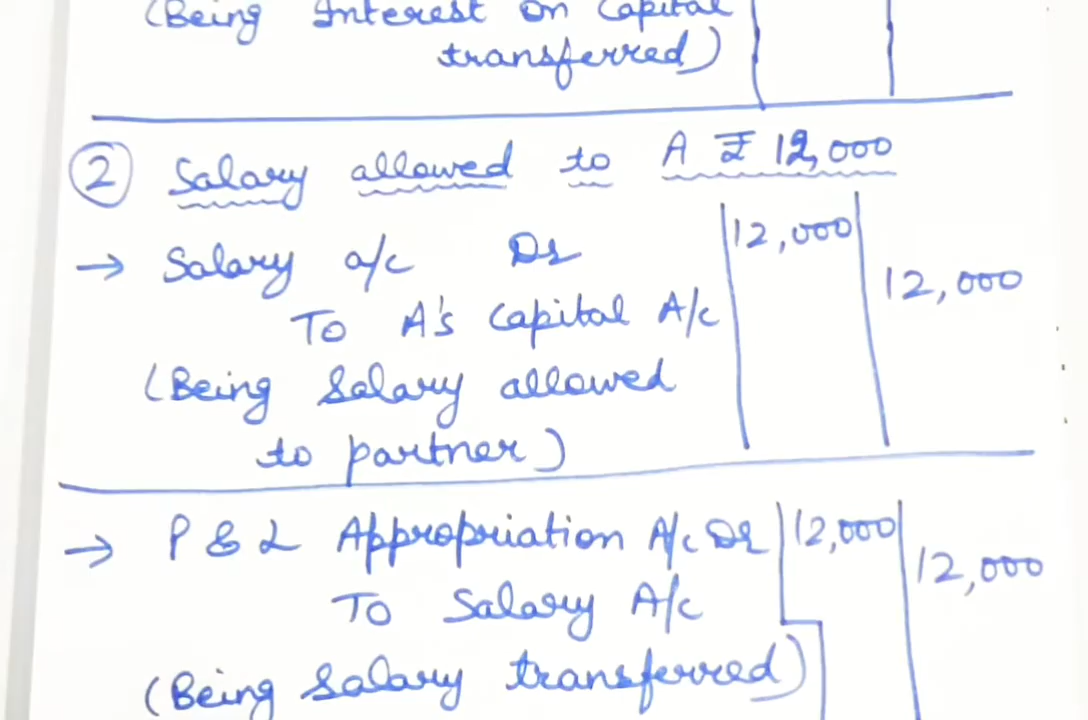 (Being Interest on Capital
transferred)
2 Salary allowed to A ₹ 12,000
→ Salary a/c Dr 12,000
To A's Capital A/c 12,000
(Being Salary allowed
to partner)
→ P & L Appropriation A/c Dr 12,000
To Salary A/c 12,000
(Being Salary transferred)